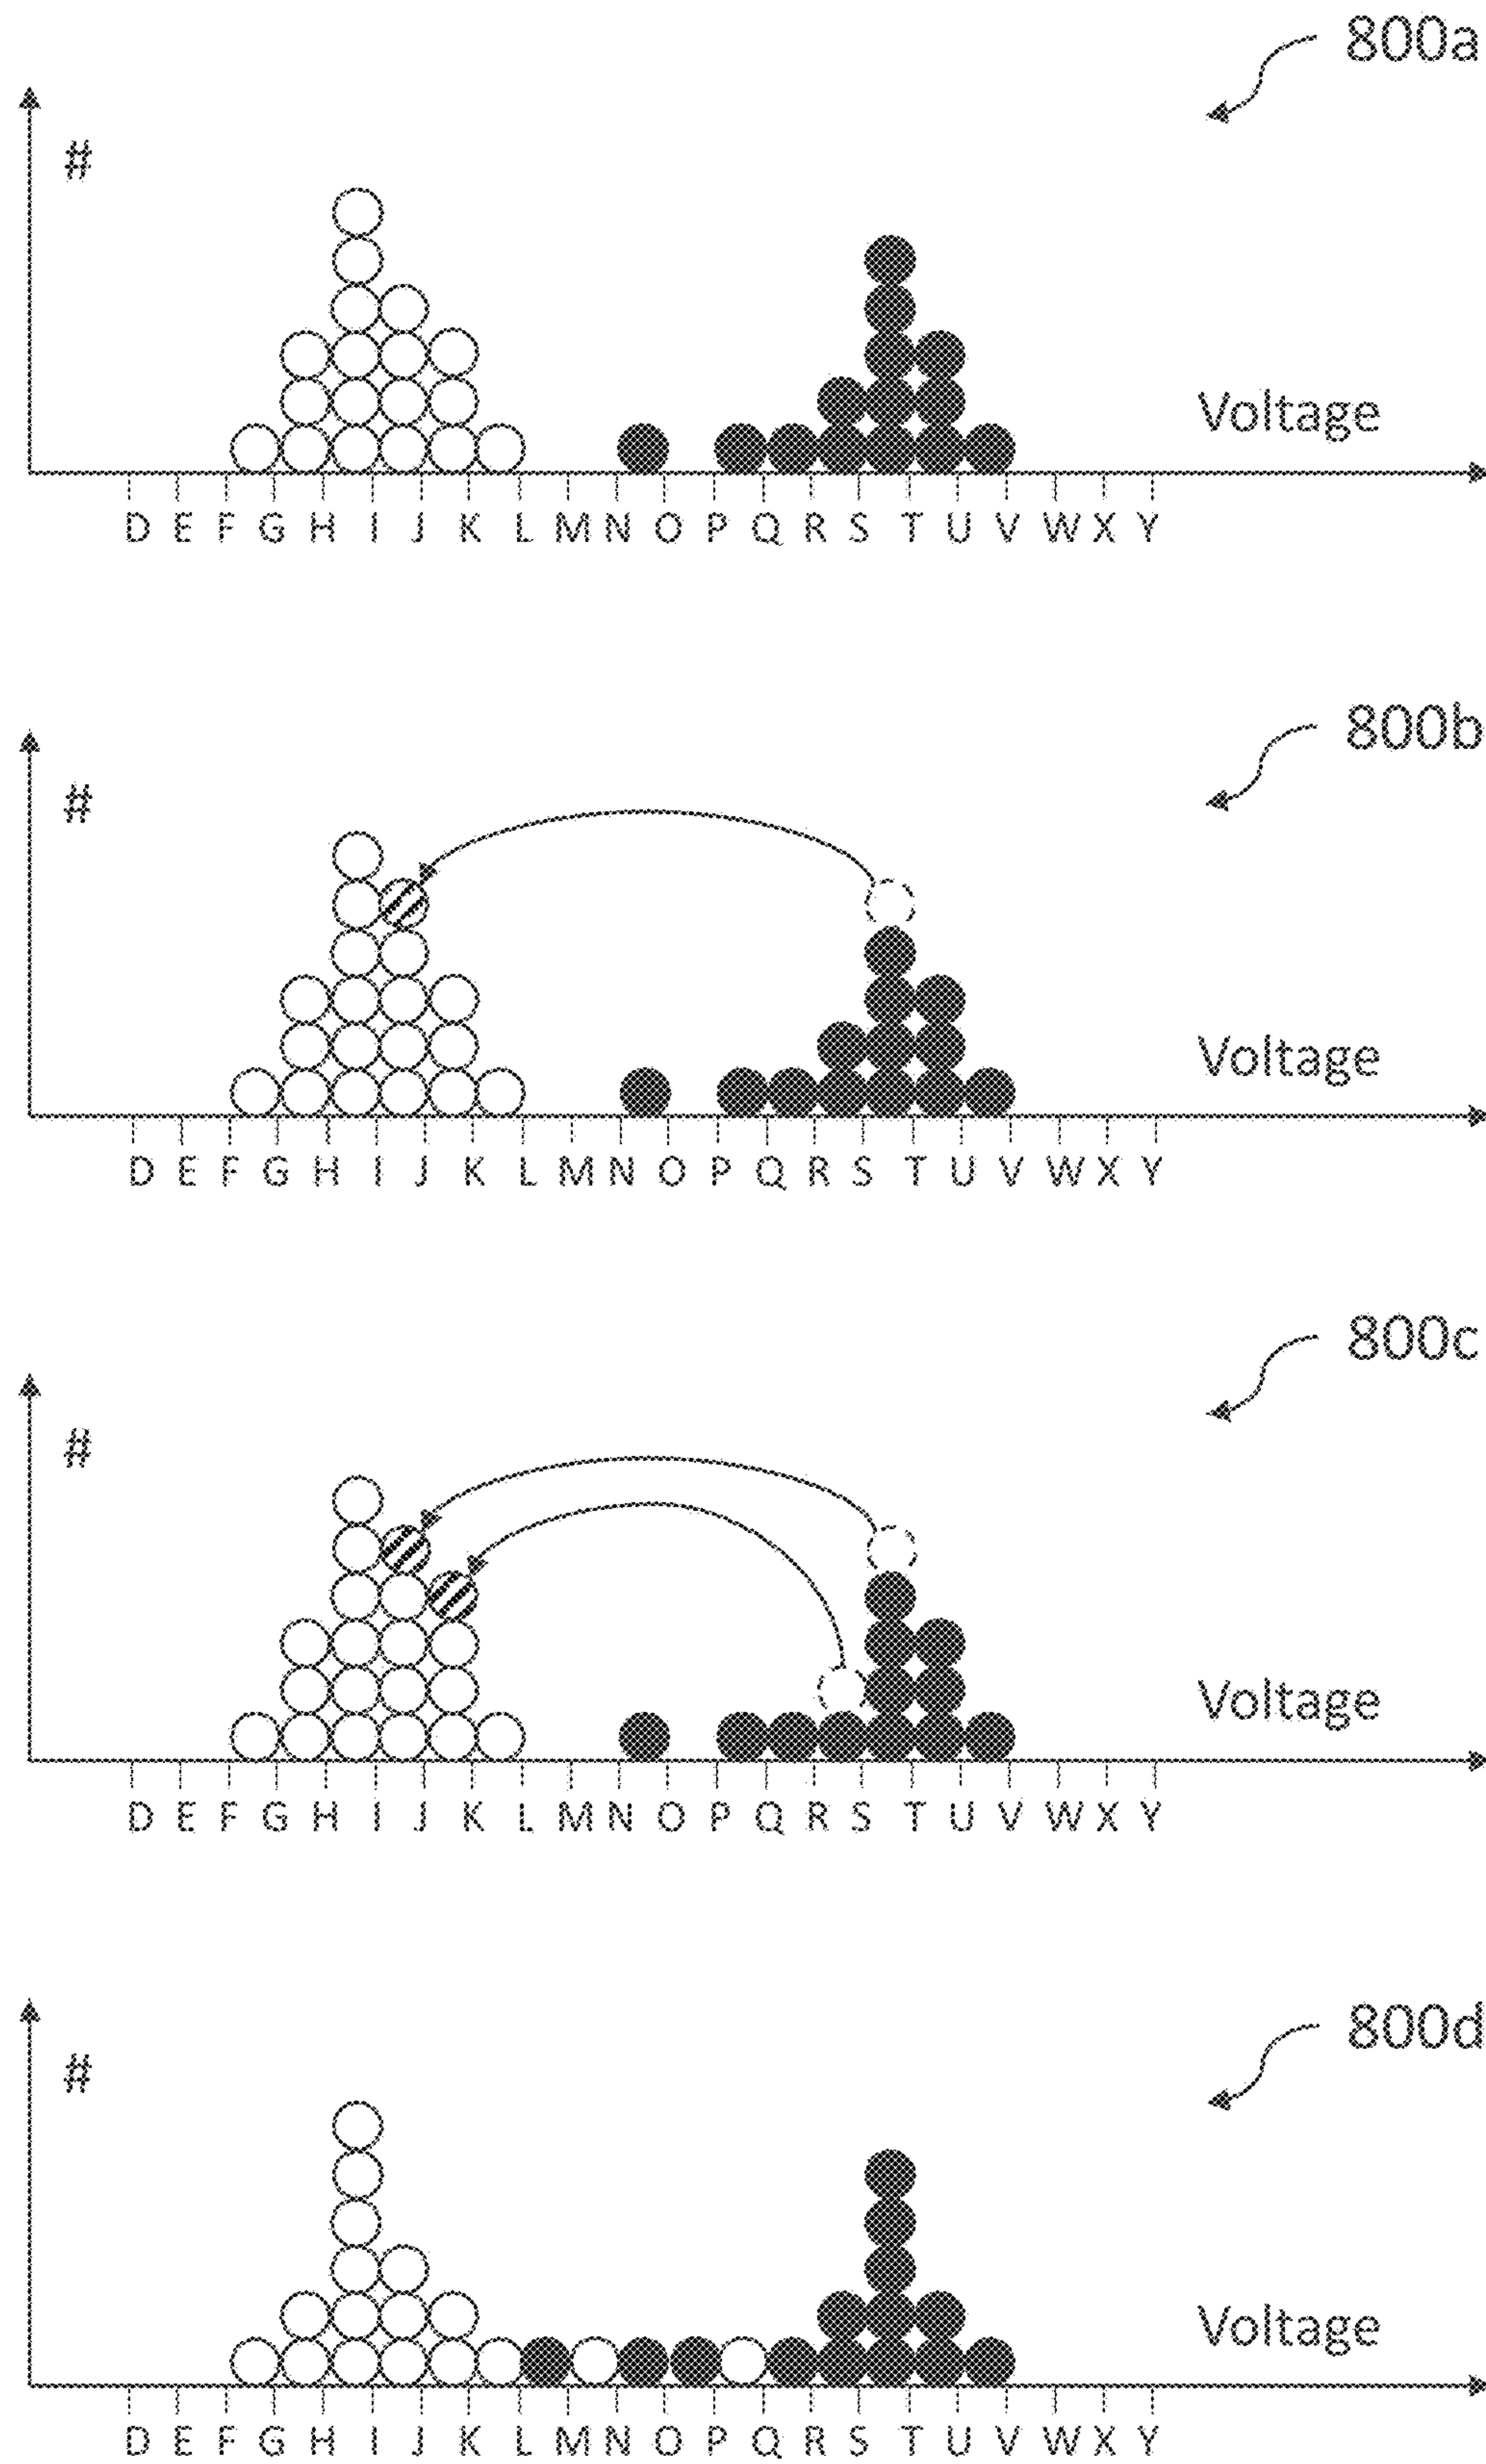 800a
#
Voltage
D E F G H I J K L M N O P Q R S T U V W X Y
800b
#
Voltage
D E F G H I J K L M N O P Q R S T U V W X Y
800c
#
Voltage
D E F G H I J K L M N O P Q R S T U V W X Y
800d
#
Voltage
D E F G H I J K L M N O P Q R S T U V W X Y